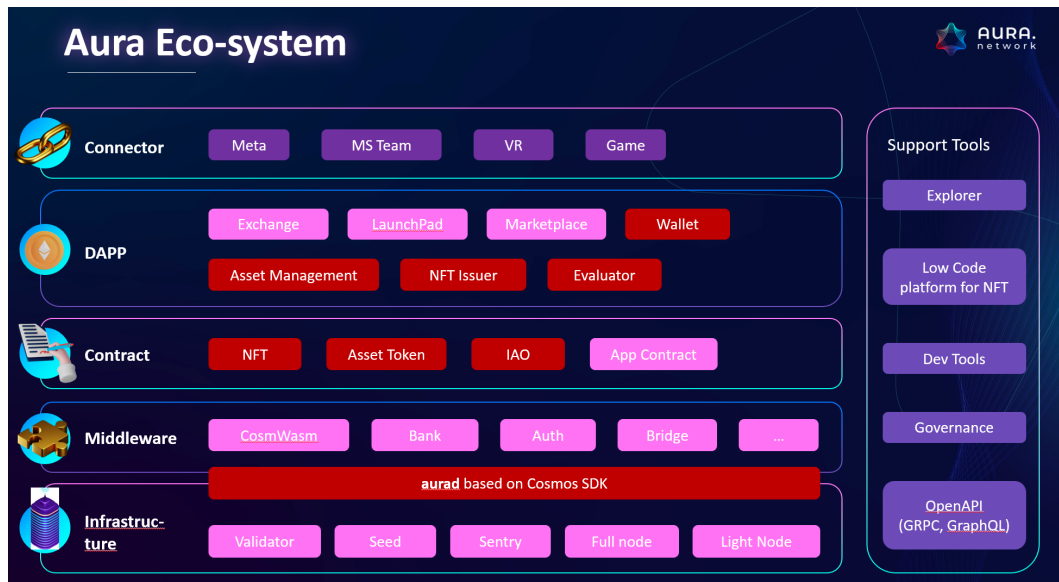 Aura Eco-system
AURA.
network
Connector
Meta
MS Team
VR
Game
DAPP
Exchange
LaunchPad
Marketplace
Wallet
Asset Management
NFT Issuer
Evaluator
Contract
NFT
Asset Token
IAO
App Contract
Middleware
CosmWasm
Bank
Auth
Bridge
...
aurad based on Cosmos SDK
Infrastruc-
ture
Validator
Seed
Sentry
Full node
Light Node
Support Tools
Explorer
Low Code
platform for NFT
Dev Tools
Governance
OpenAPI
(GRPC, GraphQL)